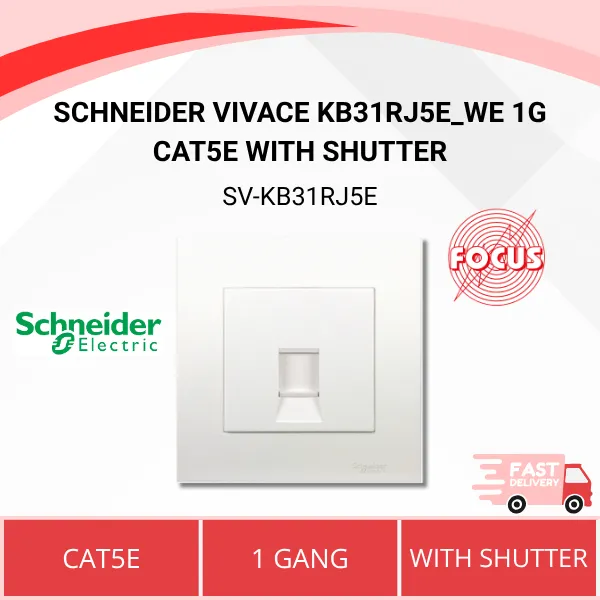 SCHNEIDER VIVACE KB31RJ5E_WE 1G
CAT5E WITH SHUTTER
SV-KB31RJ5E
FOCUS
Schneider
Electric
Schneider
FAST
DELIVERY
CAT5E
1 GANG
WITH SHUTTER